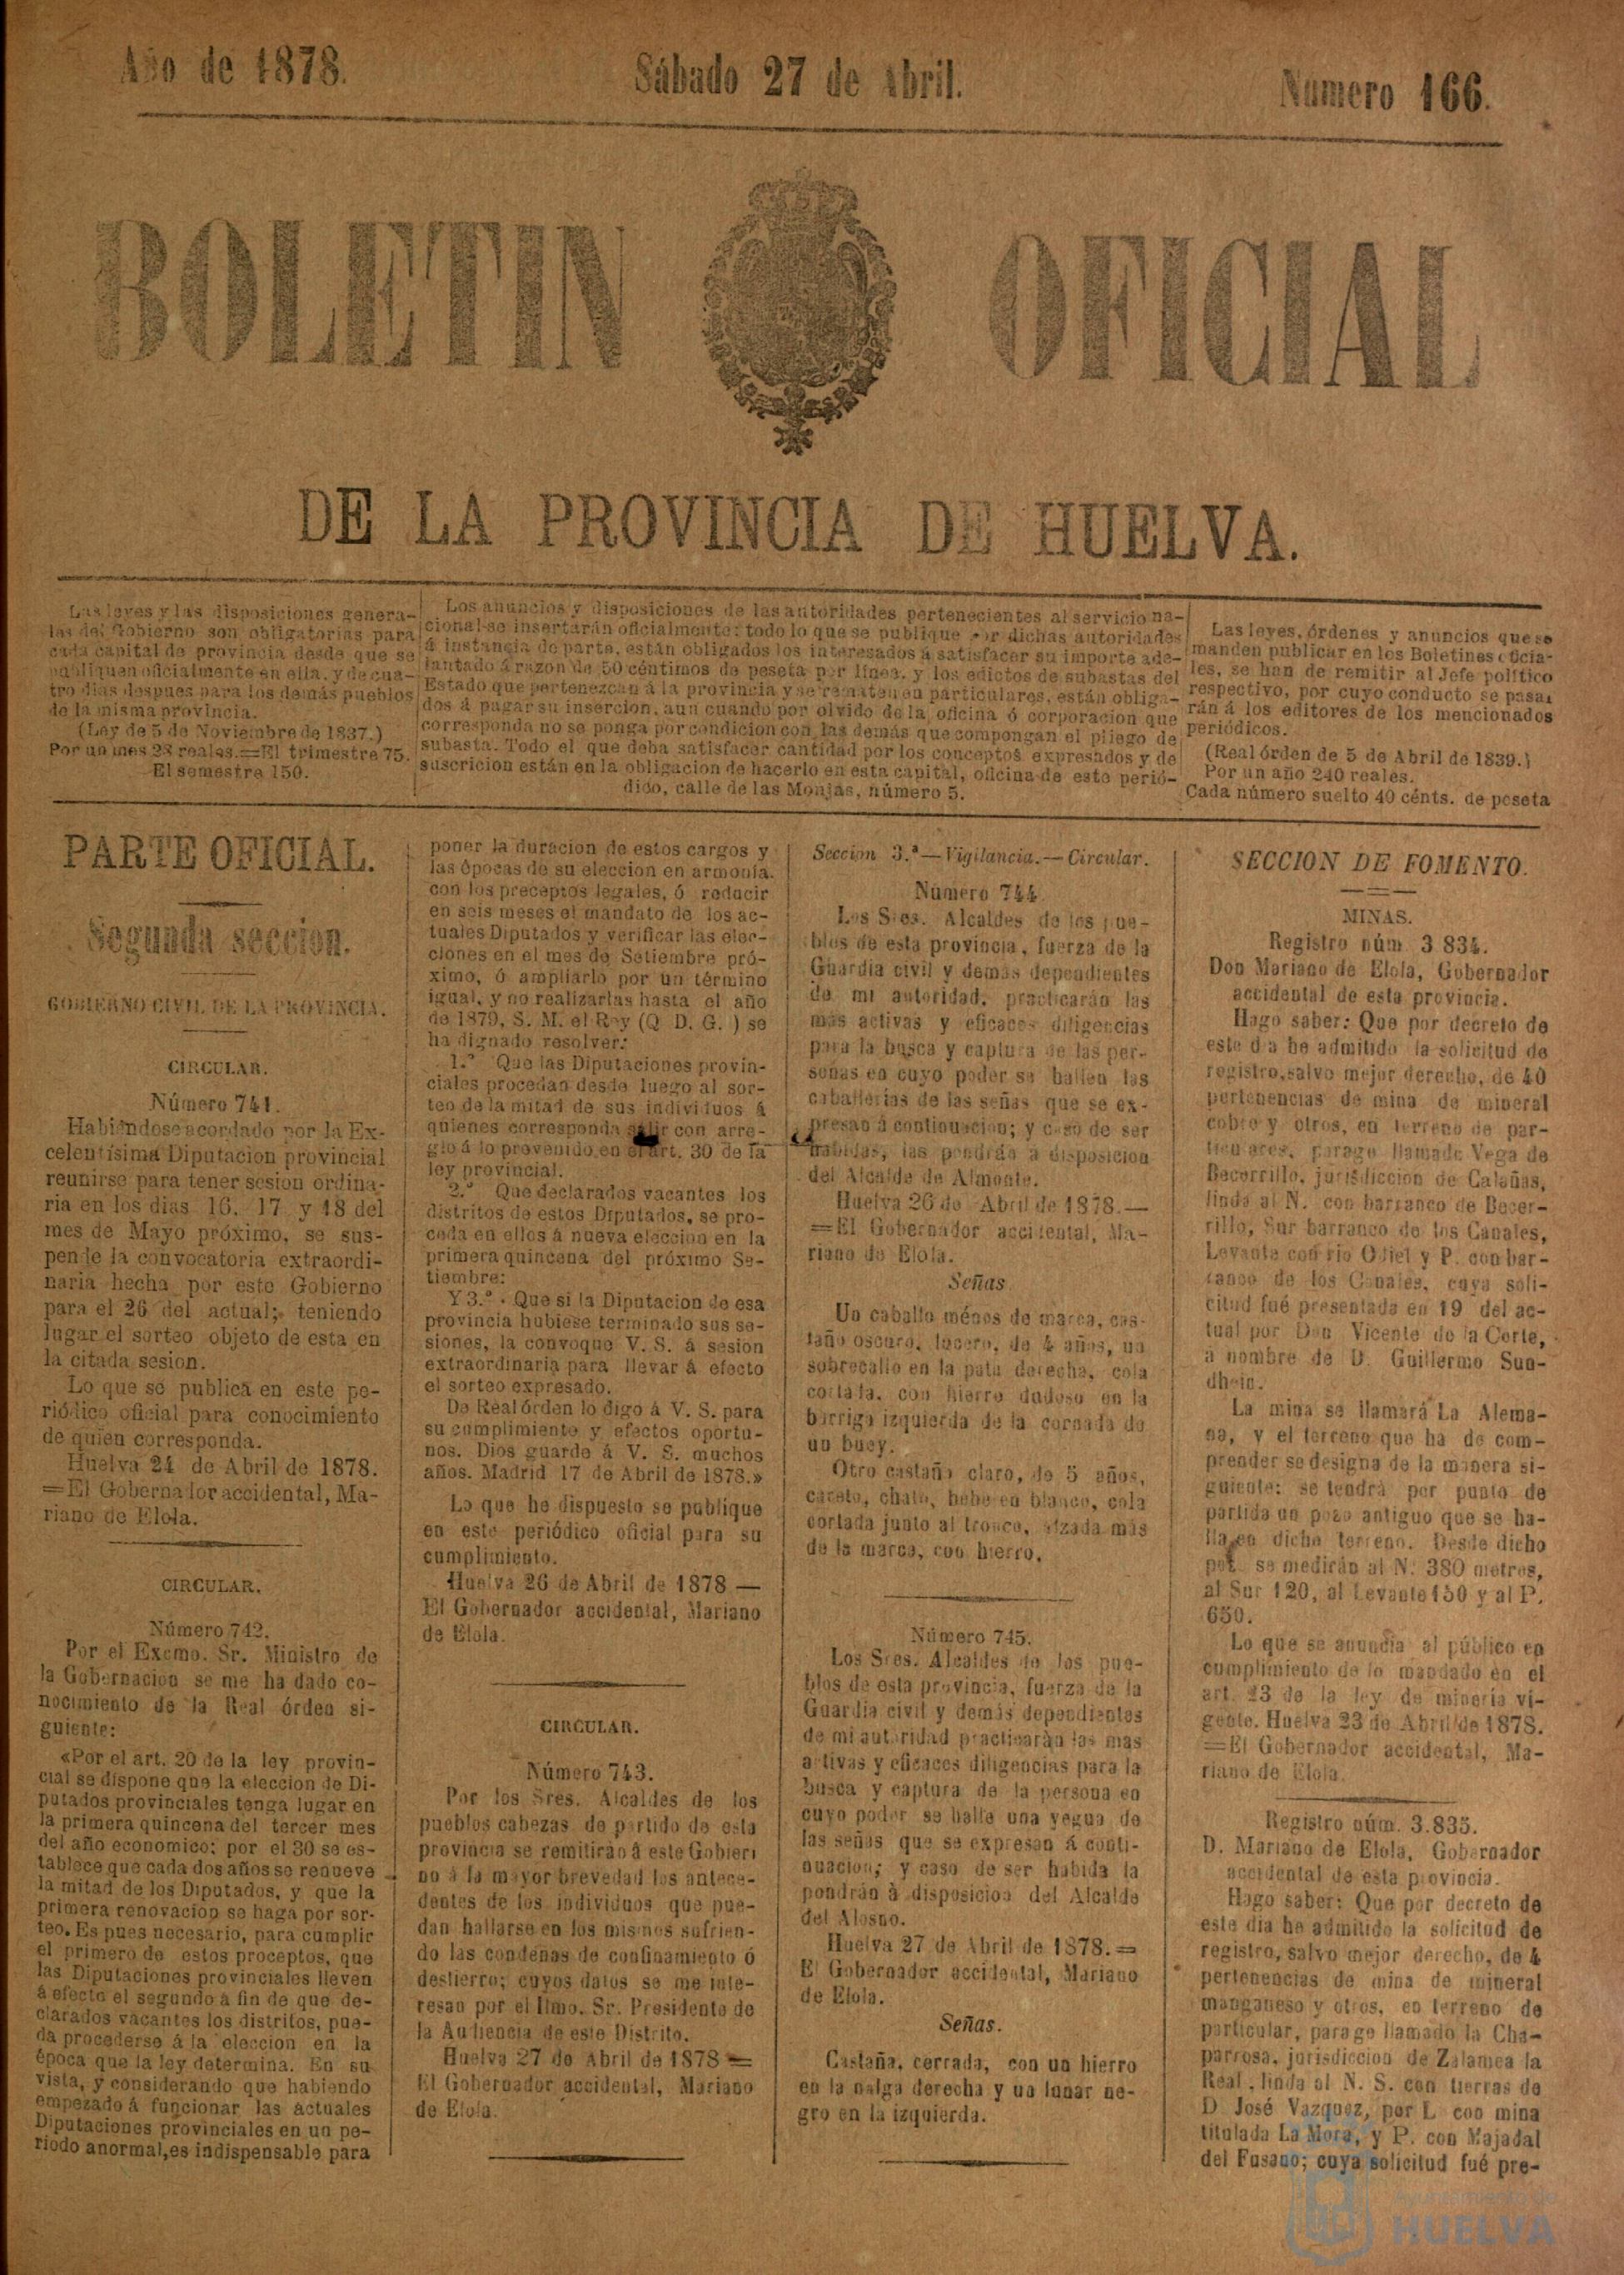 Año de 1878.
Sábado 27 de Abril.
Número 166.
BOLETIN OFICIAL
DE LA PROVINCIA DE HUELVA.
Las leyes y las disposiciones genera-
les del Gobierno son obligatorias para
cada capital de provincia desde que se
publiquen oficialmente en ella, y de cua-
tro dias despues para los demás pueblos
de la misma provincia.
(Ley de 5 de Noviembre de 1837.)
Por un mes 28 reales.=El trimestre 75.
El semestre 150.
Los anuncios y disposiciones de las autoridades pertenecientes al servicio na-
cional se insertarán oficialmente: todo lo que se publique por dichas autoridades
á instancia de parte, están obligados los interesados á satisfacer su importe ade-
lantado á razon de 50 céntimos de peseta por línea, y los edictos de subastas del
Estado que pertenezcan á la provincia y se rematen en particulares, están obliga-
dos á pagar su insercion, aun cuando por olvido de la oficina ó corporacion que
corresponda no se ponga por condicion con las demás que compongan el pliego de
subasta. Todo el que deba satisfacer cantidad por los conceptos expresados y de
suscricion están en la obligacion de hacerlo en esta capital, oficina de este perió-
dido, calle de las Monjas, número 5.
Las leyes, órdenes y anuncios que se
manden publicar en los Boletines oficia-
les, se han de remitir al Jefe político
respectivo, por cuyo conducto se pasa-
rán á los editores de los mencionados
periódicos.
(Real órden de 5 de Abril de 1839.)
Por un año 240 reales.
Cada número suelto 40 cénts. de peseta
PARTE OFICIAL.
Segunda seccion.
GOBIERNO CIVIL DE LA PROVINCIA.
CIRCULAR.
Número 741.
Habiéndose acordado por la Ex-
celentísima Diputacion provincial
reunirse para tener sesion ordina-
ria en los dias 16, 17 y 18 del
mes de Mayo próximo, se sus-
pende la convocatoria extraordi-
naria hecha por este Gobierno
para el 26 del actual; teniendo
lugar el sorteo objeto de esta en
la citada sesion.
Lo que se publica en este pe-
riódico oficial para conocimiento
de quien corresponda.
Huelva 24 de Abril de 1878.
=El Gobernador accidental, Ma-
riano de Elola.
CIRCULAR.
Número 742.
Por el Excmo. Sr. Ministro de
la Gobernacion se me ha dado co-
nocimiento de la Real órden si-
guiente:
«Por el art. 20 de la ley provin-
cial se dispone que la eleccion de Di-
putados provinciales tenga lugar en
la primera quincena del tercer mes
del año economico; por el 30 se es-
tablece que cada dos años se renueve
la mitad de los Diputados, y que la
primera renovacion se haga por sor-
teo. Es pues necesario, para cumplir
el primero de estos preceptos, que
las Diputaciones provinciales lleven
á efecto el segundo á fin de que de-
clarados vacantes los distritos, pue-
da procederse á la eleccion en la
época que la ley determina. En su
vista, y considerando que habiendo
empezado á funcionar las actuales
Diputaciones provinciales en un pe-
riodo anormal, es indispensable para
poner la duracion de estos cargos y
las épocas de su eleccion en armonía
con los preceptos legales, ó reducir
en seis meses el mandato de los ac-
tuales Diputados y verificar las elec-
ciones en el mes de Setiembre pró-
ximo, ó ampliarlo por un término
igual, y no realizarlas hasta el año
de 1879, S. M. el Rey (Q. D. G.) se
ha dignado resolver:
1.º Que las Diputaciones provin-
ciales procedan desde luego al sor-
teo de la mitad de sus individuos á
quienes corresponda salir con arre-
glo á lo prevenido en el art. 30 de la
ley provincial.
2.º Que declarados vacantes los
distritos de estos Diputados, se pro-
ceda en ellos á nueva eleccion en la
primera quincena del próximo Se-
tiembre:
Y 3.º Que si la Diputacion de esa
provincia hubiese terminado sus se-
siones, la convoque V. S. á sesion
extraordinaria para llevar á efecto
el sorteo expresado.
De Real órden lo digo á V. S. para
su cumplimiento y efectos oportu-
nos. Dios guarde á V. S. muchos
años. Madrid 17 de Abril de 1878.»
Lo que he dispuesto se publique
en este periódico oficial para su
cumplimiento.
Huelva 26 de Abril de 1878.—
El Gobernador accidental, Mariano
de Elola.
CIRCULAR.
Número 743.
Por los Sres. Alcaldes de los
pueblos cabezas de partido de esta
provincia se remitirán á este Gobier-
no á la mayor brevedad los antece-
dentes de los individuos que pue-
dan hallarse en los mismos sufrien-
do las condenas de confinamiento ó
destierro; cuyos datos se me inte-
resan por el Ilmo. Sr. Presidente de
la Audiencia de este Distrito.
Huelva 27 de Abril de 1878=
El Gobernador accidental, Mariano
de Elola.
Seccion 3.ª—Vigilancia.—Circular.
Número 744.
Los Sres. Alcaldes de los pue-
blos de esta provincia, fuerza de la
Guardia civil y demás dependientes
de mi autoridad, practicarán las
mas activas y eficaces diligencias
para la busca y captura de las per-
sonas en cuyo poder se hallen las
caballerias de las señas que se ex-
presan á continuacion; y caso de ser
habidas, las pondrán á disposicion
del Alcalde de Almonte.
Huelva 26 de Abril de 1878.—
=El Gobernador accidental, Ma-
riano de Elola.
Señas.
Un caballo ménos de marca, cas-
taño oscuro, lucero, de 4 años, un
sobrecallo en la pata derecha, cola
cortada, con hierro dudoso en la
barriga izquierda de la cornada de
un buey.
Otro castaño claro, de 5 años,
careto, chato, bebe en blanco, cola
cortada junto al tronco, alzada mas
de la marca, con hierro.
Número 745.
Los Sres. Alcaldes de los pue-
blos de esta provincia, fuerza de la
Guardia civil y demás dependientes
de mi autoridad practicarán las mas
activas y eficaces diligencias para la
busca y captura de la persona en
cuyo poder se halle una yegua de
las señas que se expresan á conti-
nuacion; y caso de ser habida la
pondrán á disposicion del Alcalde
del Alosno.
Huelva 27 de Abril de 1878.=
El Gobernador accidental, Mariano
de Elola.
Señas.
Castaña, cerrada, con un hierro
en la nalga derecha y un lunar ne-
gro en la izquierda.
SECCION DE FOMENTO.
MINAS.
Registro núm. 3.834.
Don Mariano de Elola, Gobernador
accidental de esta provincia.
Hago saber: Que por decreto de
este dia he admitido la solicitud de
registro, salvo mejor derecho, de 40
pertenencias de mina de mineral
cobre y otros, en terreno de par-
ticulares, parage llamado Vega de
Becerrillo, jurisdiccion de Calañas,
linda al N. con barranco de Becer-
rillo, Sur barranco de los Canales,
Levante con rio Odiel y P. con bar-
ranco de los Canales, cuya soli-
citud fué presentada en 19 del ac-
tual por Don Vicente de la Corte,
á nombre de D. Guillermo Sun-
dheim.
La mina se llamará La Alema-
na, y el terreno que ha de com-
prender se designa de la manera si-
guiente: se tendrá por punto de
partida un pozo antiguo que se ha-
lla en dicho terreno. Desde dicho
pozo se medirán al N. 380 metros,
al Sur 120, al Levante 150 y al P.
650.
Lo que se anuncia al público en
cumplimiento de lo mandado en el
art. 23 de la ley de minería vi-
gente. Huelva 23 de Abril de 1878.
=El Gobernador accidental, Ma-
riano de Elola.
Registro núm. 3.835.
D. Mariano de Elola, Gobernador
accidental de esta provincia.
Hago saber: Que por decreto de
este dia he admitido la solicitud de
registro, salvo mejor derecho, de 4
pertenencias de mina de mineral
manganeso y otros, en terreno de
particular, parage llamado la Cha-
parrosa, jurisdiccion de Zalamea la
Real, linda al N. S. con tierras de
D. José Vazquez, por L. con mina
titulada La Mora, y P. con Majadal
del Fusano; cuya solicitud fué pre-
Ayuntamiento de
HUELVA